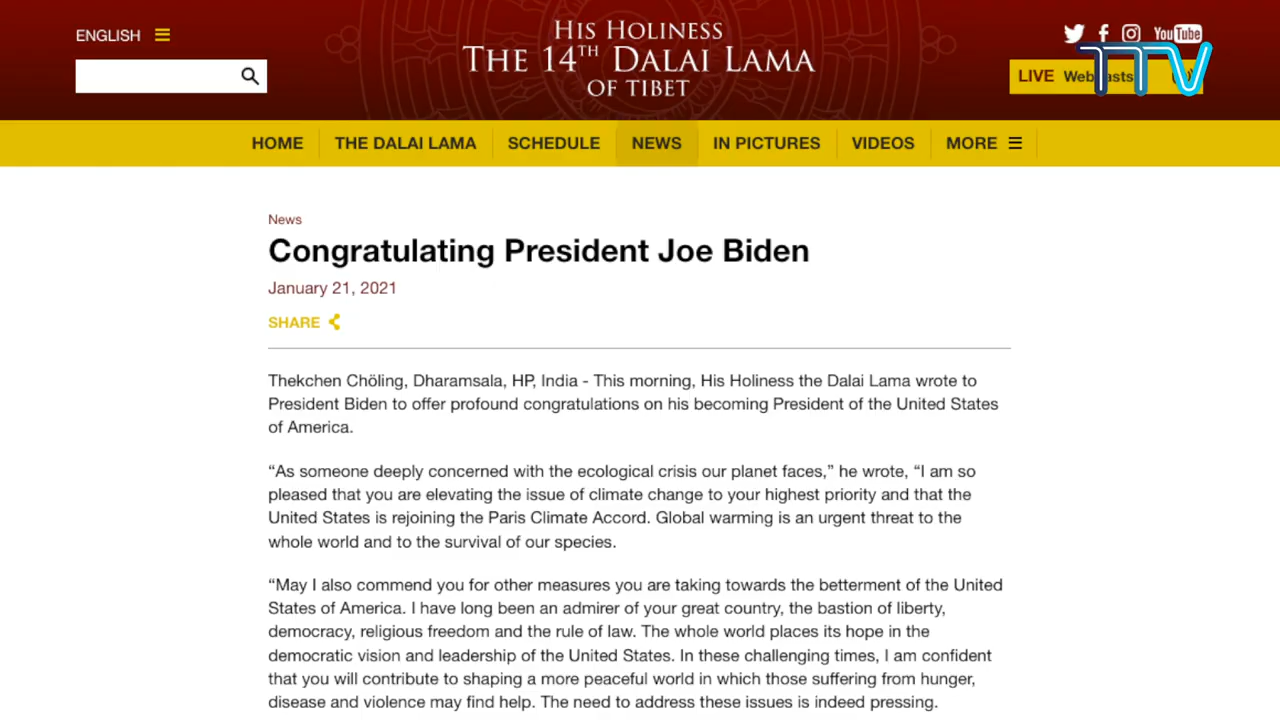 ENGLISH
HIS HOLINESS
THE 14TH DALAI LAMA
OF TIBET
YouTube
LIVE Webcasts
TTV
HOME THE DALAI LAMA SCHEDULE NEWS IN PICTURES VIDEOS MORE
News
Congratulating President Joe Biden
January 21, 2021
SHARE
Thekchen Chöling, Dharamsala, HP, India - This morning, His Holiness the Dalai Lama wrote to
President Biden to offer profound congratulations on his becoming President of the United States
of America.
“As someone deeply concerned with the ecological crisis our planet faces,” he wrote, “I am so
pleased that you are elevating the issue of climate change to your highest priority and that the
United States is rejoining the Paris Climate Accord. Global warming is an urgent threat to the
whole world and to the survival of our species.
“May I also commend you for other measures you are taking towards the betterment of the United
States of America. I have long been an admirer of your great country, the bastion of liberty,
democracy, religious freedom and the rule of law. The whole world places its hope in the
democratic vision and leadership of the United States. In these challenging times, I am confident
that you will contribute to shaping a more peaceful world in which those suffering from hunger,
disease and violence may find help. The need to address these issues is indeed pressing.